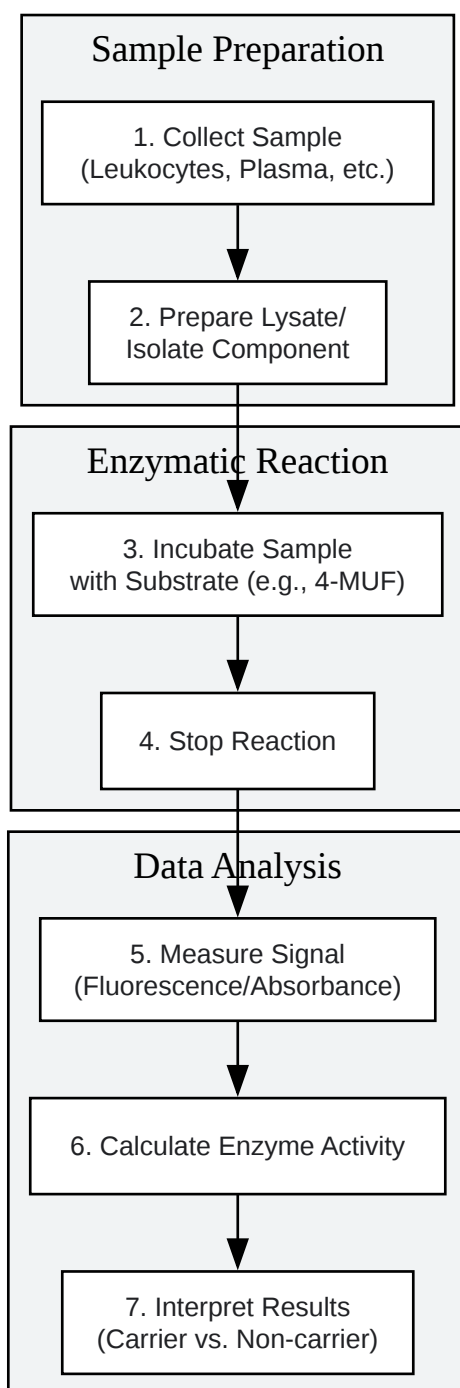 Sample Preparation
1. Collect Sample
(Leukocytes, Plasma, etc.)
2. Prepare Lysate/
Isolate Component
Enzymatic Reaction
3. Incubate Sample
with Substrate (e.g., 4-MUF)
4. Stop Reaction
Data Analysis
5. Measure Signal
(Fluorescence/Absorbance)
6. Calculate Enzyme Activity
7. Interpret Results
(Carrier vs. Non-carrier)